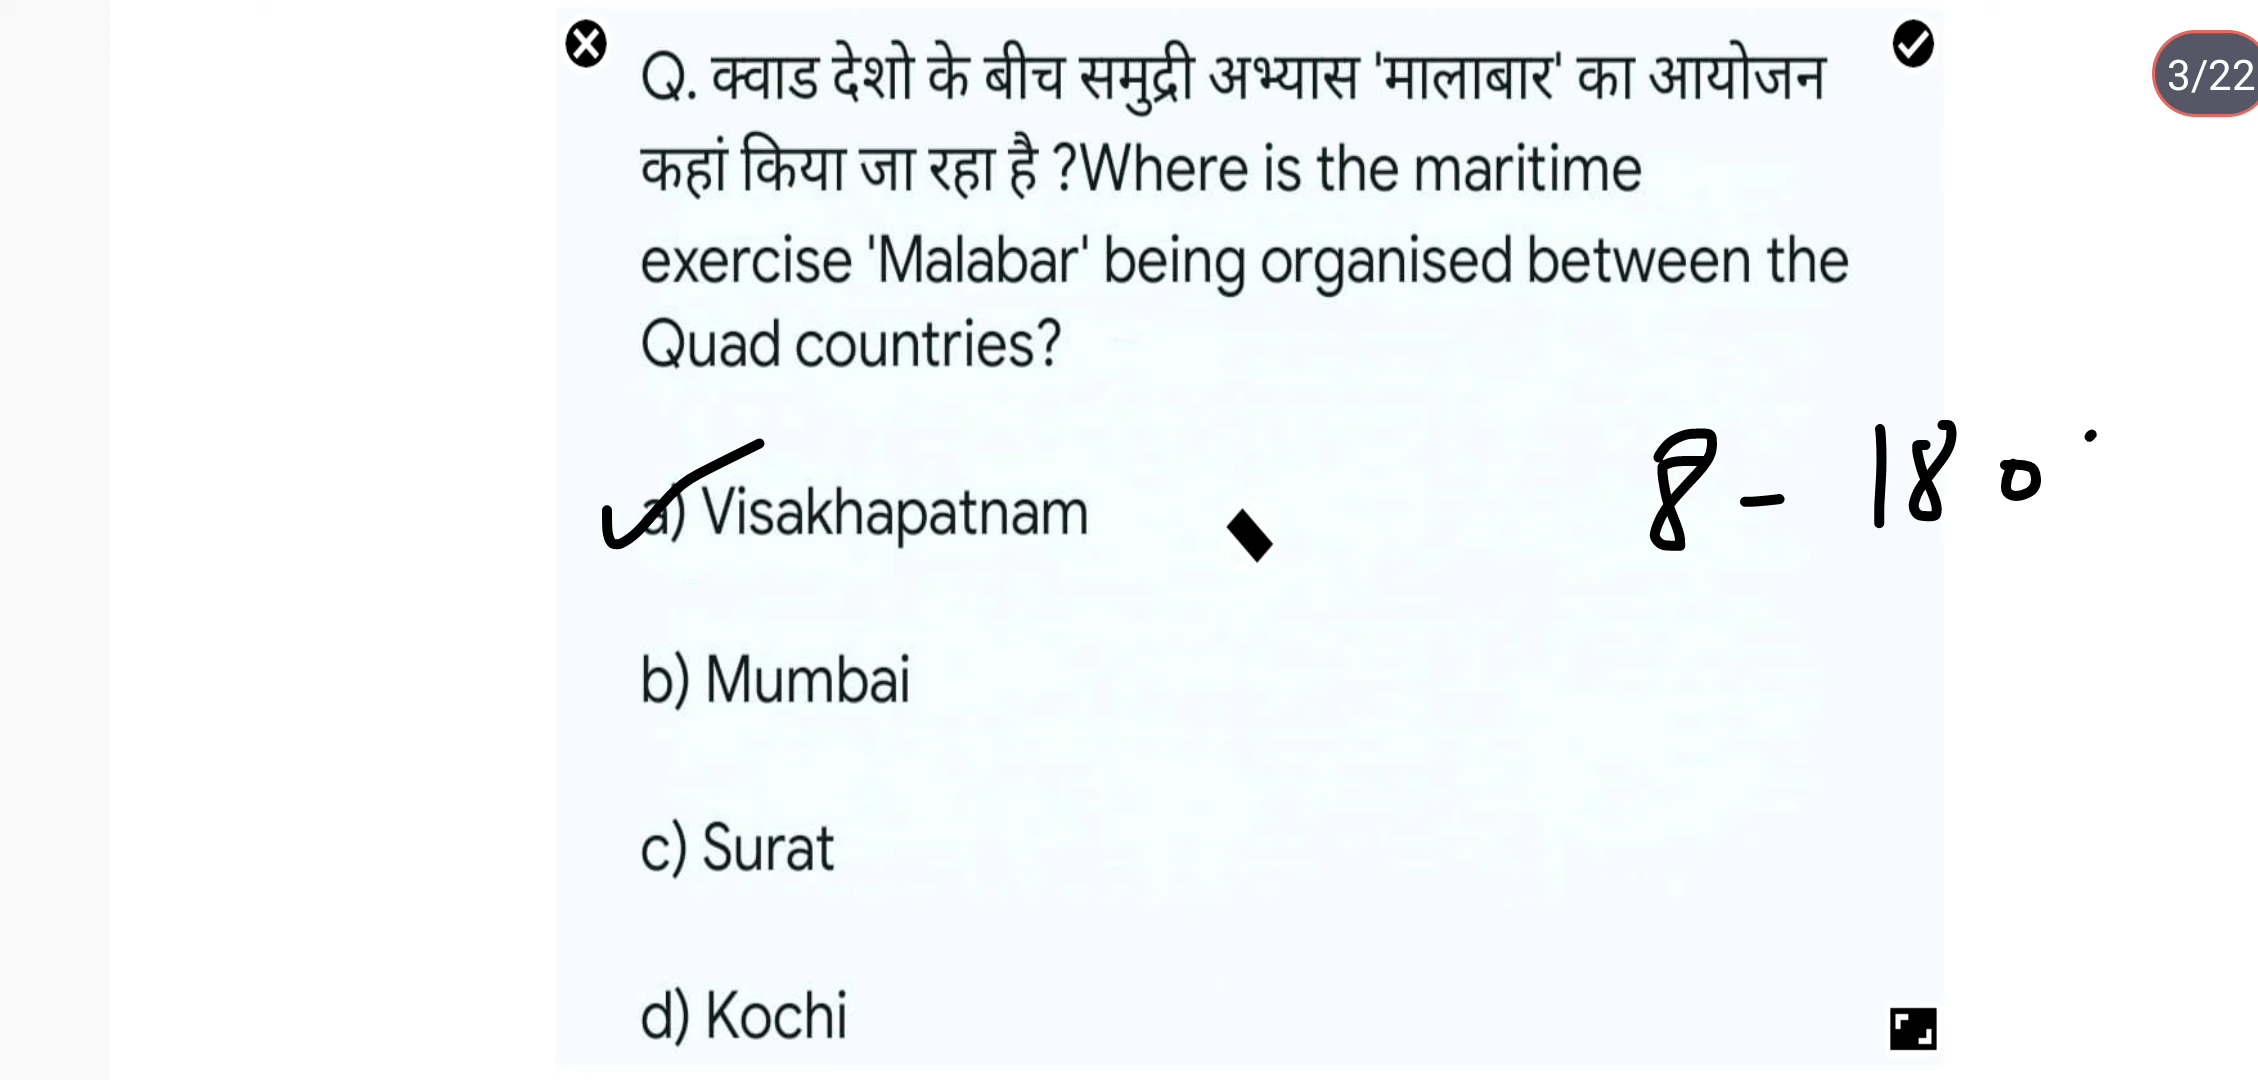 Q. क्वाड देशो के बीच समुद्री अभ्यास 'मालाबार' का आयोजन
3/22
कहां किया जा रहा है ?Where is the maritime
exercise 'Malabar' being organised between the
Quad countries?
a) Visakhapatnam
8 - 18 0
b) Mumbai
c) Surat
d) Kochi